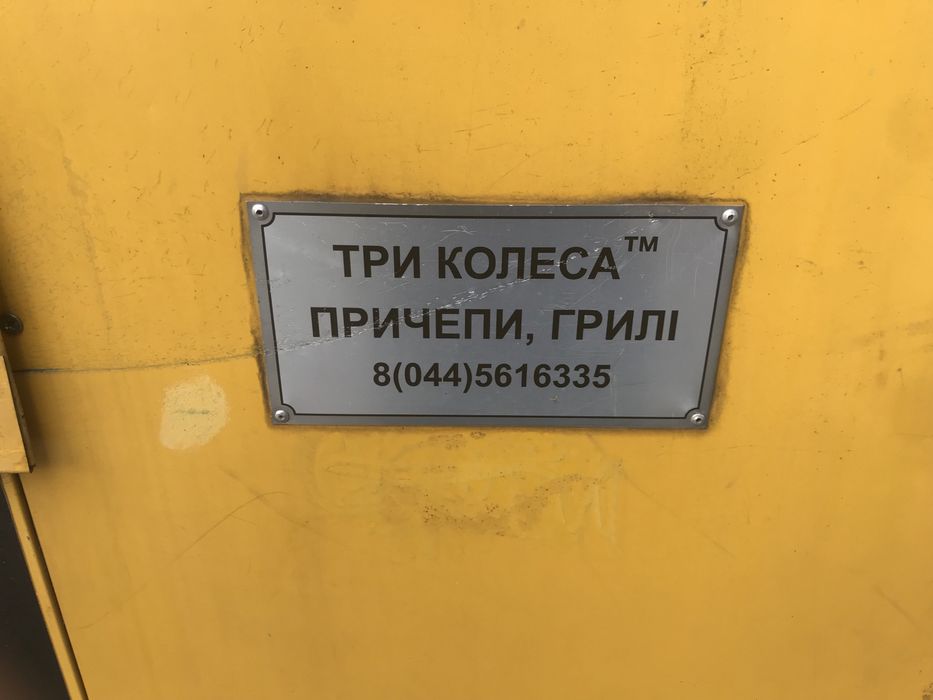 ТРИ КОЛЕСА™
ПРИЧЕПИ, ГРИЛІ
8(044)5616335